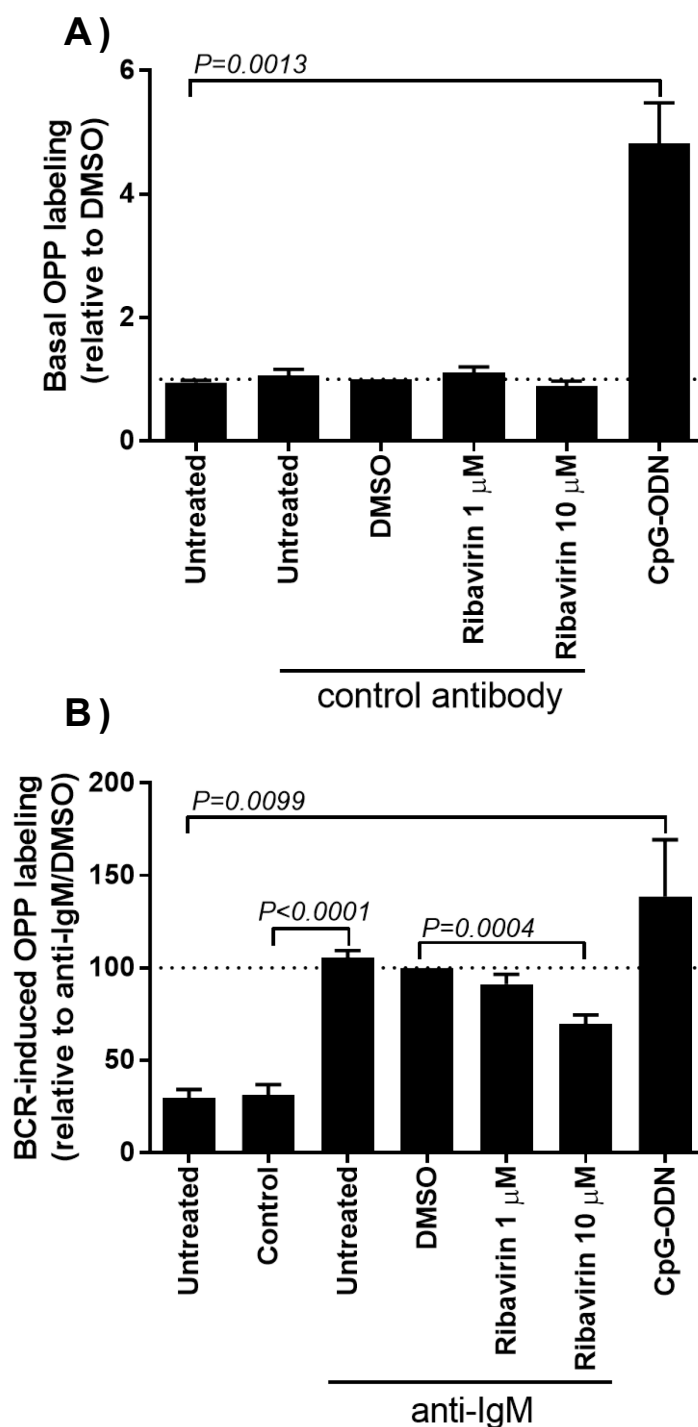 A )
P=0.0013
Basal OPP labeling
(relative to DMSO)
6
4
2
0
Untreated
Untreated
DMSO
Ribavirin 1 μM
Ribavirin 10 μM
CpG-ODN
control antibody
B )
P=0.0099
P<0.0001
P=0.0004
BCR-induced OPP labeling
(relative to anti-IgM/DMSO)
200
150
100
50
0
Untreated
Control
Untreated
DMSO
Ribavirin 1 μM
Ribavirin 10 μM
CpG-ODN
anti-IgM